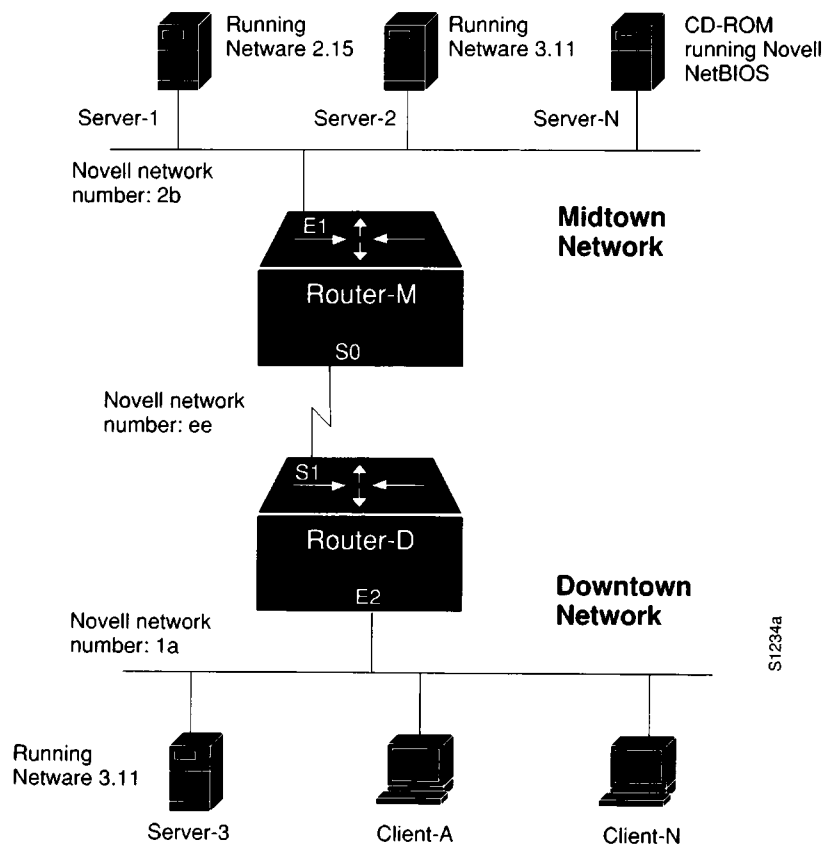 Running
Netware 2.15
Running
Netware 3.11
CD-ROM
running Novell
NetBIOS
Server-1
Server-2
Server-N
Novell network
number: 2b
E1
Midtown
Network
Router-M
S0
Novell network
number: ee
S1
Router-D
E2
Downtown
Network
Novell network
number: 1a
S1234a
Running
Netware 3.11
Server-3
Client-A
Client-N